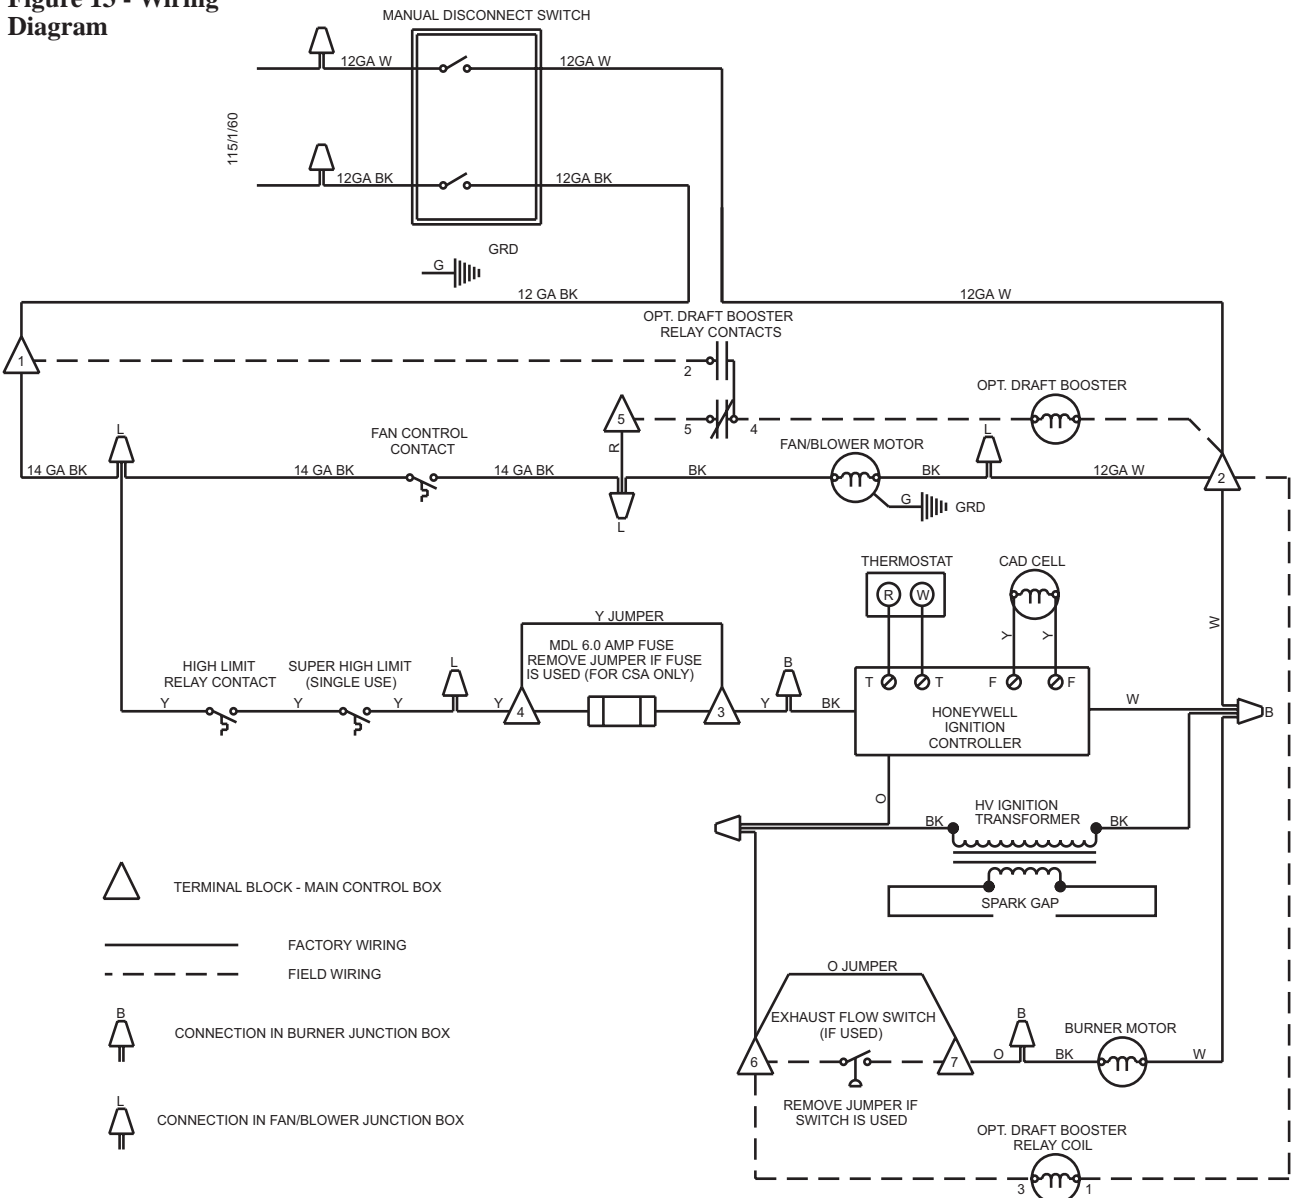 Figure 13 - Wiring
Diagram
MANUAL DISCONNECT SWITCH
12GA W
12GA W
115/1/60
12GA BK
12GA BK
GRD
G
12 GA BK
12GA W
OPT. DRAFT BOOSTER
RELAY CONTACTS
1
2
OPT. DRAFT BOOSTER
5
5
4
L
FAN CONTROL
CONTACT
R
FAN/BLOWER MOTOR
L
14 GA BK
14 GA BK
14 GA BK
BK
BK
12GA W
2
G
GRD
L
THERMOSTAT
CAD CELL
R
W
Y
Y
W
Y JUMPER
MDL 6.0 AMP FUSE
REMOVE JUMPER IF FUSE
IS USED (FOR CSA ONLY)
HIGH LIMIT
RELAY CONTACT
SUPER HIGH LIMIT
(SINGLE USE)
L
B
T
T
F
F
Y
Y
Y
Y
4
3
Y
BK
HONEYWELL
IGNITION
CONTROLLER
W
B
O
HV IGNITION
TRANSFORMER
BK
BK
SPARK GAP
TERMINAL BLOCK - MAIN CONTROL BOX
FACTORY WIRING
FIELD WIRING
O JUMPER
B
CONNECTION IN BURNER JUNCTION BOX
EXHAUST FLOW SWITCH
(IF USED)
B
BURNER MOTOR
6
7
O
BK
W
REMOVE JUMPER IF
SWITCH IS USED
L
CONNECTION IN FAN/BLOWER JUNCTION BOX
OPT. DRAFT BOOSTER
RELAY COIL
3
1